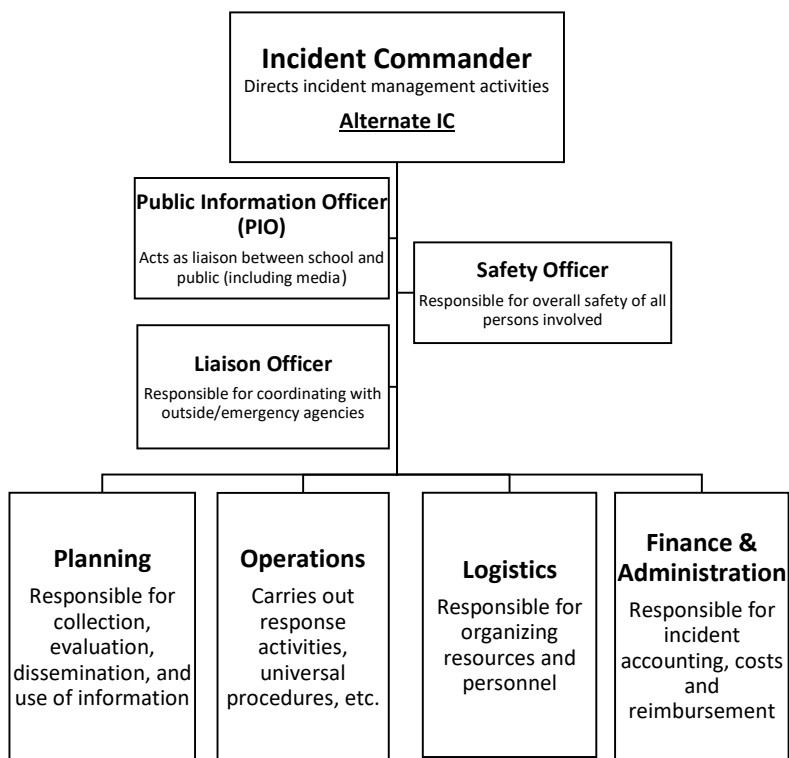 Incident Commander
Directs incident management activities
Alternate IC
Public Information Officer
(PIO)
Acts as liaison between school and
public (including media)
Safety Officer
Responsible for overall safety of all
persons involved
Liaison Officer
Responsible for coordinating with
outside/emergency agencies
Planning
Responsible for
collection,
evaluation,
dissemination, and
use of information
Operations
Carries out
response
activities,
universal
procedures, etc.
Logistics
Responsible for
organizing
resources and
personnel
Finance &
Administration
Responsible for
incident
accounting, costs
and
reimbursement